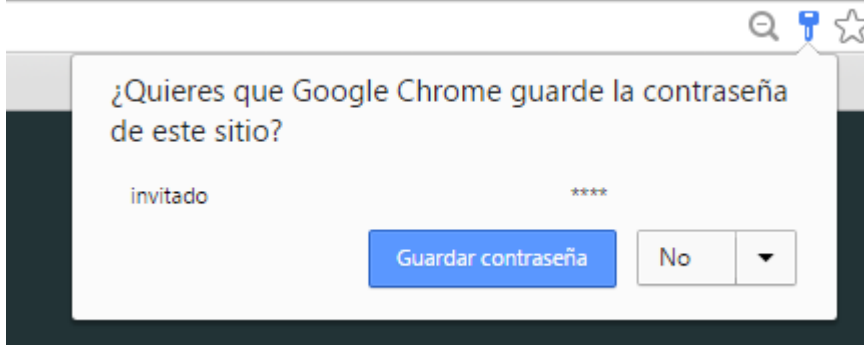 ¿Quieres que Google Chrome guarde la contraseña
de este sitio?
invitado ****
Guardar contraseña No